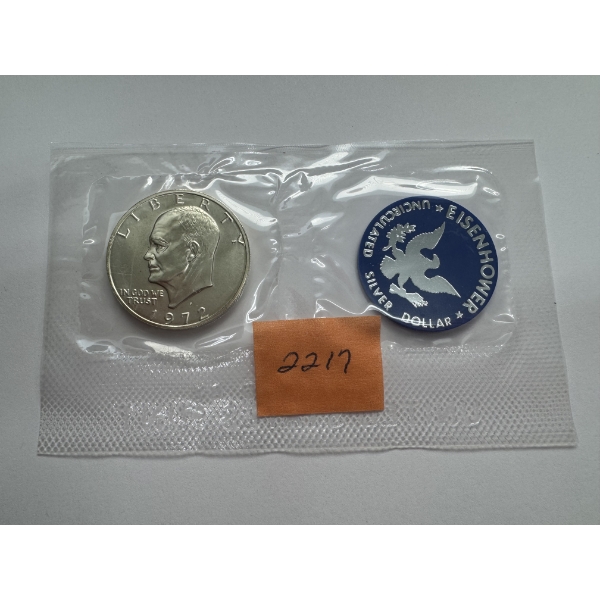 LIBERTY
IN GOD WE
TRUST
1972
EISENHOWER
UNCIRCULATED SILVER DOLLAR
2217